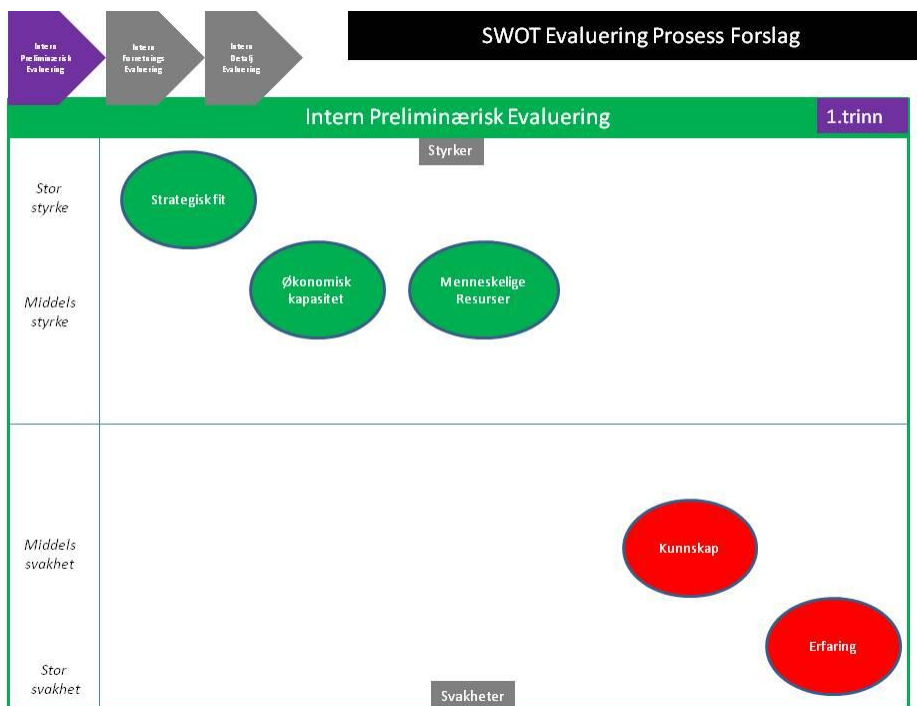 Intern
Preliminærisk
Evaluering
Intern
Forretnings
Evaluering
Intern
Detalj
Evaluering
SWOT Evaluering Prosess Forslag
Intern Preliminærisk Evaluering
1.trinn
Styrker
Stor
styrke
Strategisk fit
Økonomisk
kapasitet
Menneskelige
Resurser
Middels
styrke
Middels
svakhet
Kunnskap
Erfaring
Stor
svakhet
Svakheter